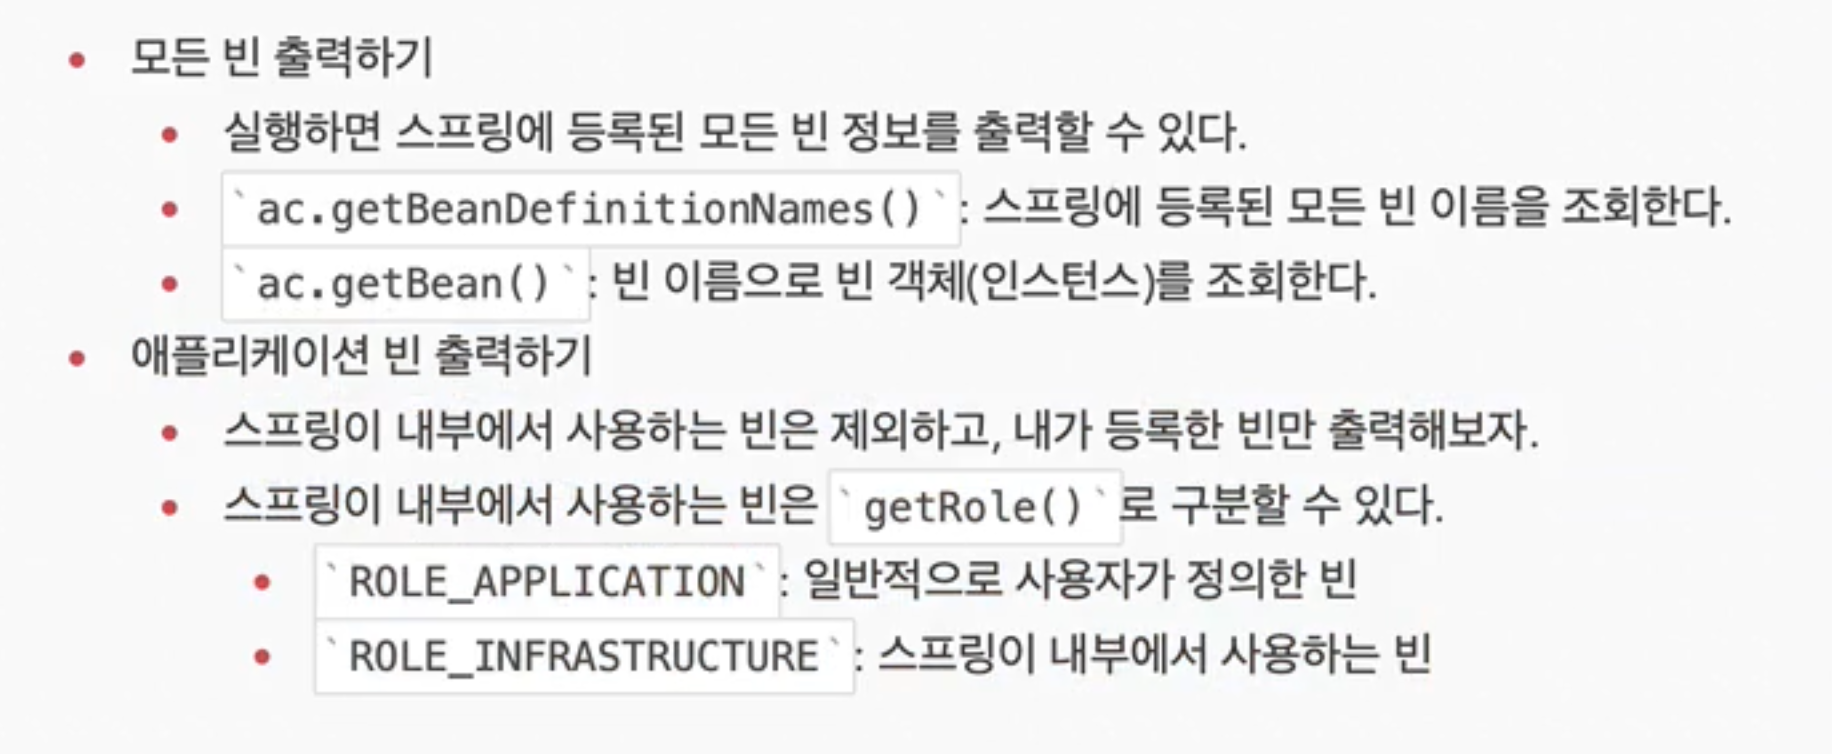 모든 빈 출력하기
실행하면 스프링에 등록된 모든 빈 정보를 출력할 수 있다.
`ac.getBeanDefinitionNames()`: 스프링에 등록된 모든 빈 이름을 조회한다.
`ac.getBean()`: 빈 이름으로 빈 객체(인스턴스)를 조회한다.
애플리케이션 빈 출력하기
스프링이 내부에서 사용하는 빈은 제외하고, 내가 등록한 빈만 출력해보자.
스프링이 내부에서 사용하는 빈은 `getRole()`로 구분할 수 있다.
`ROLE_APPLICATION`: 일반적으로 사용자가 정의한 빈
`ROLE_INFRASTRUCTURE`: 스프링이 내부에서 사용하는 빈